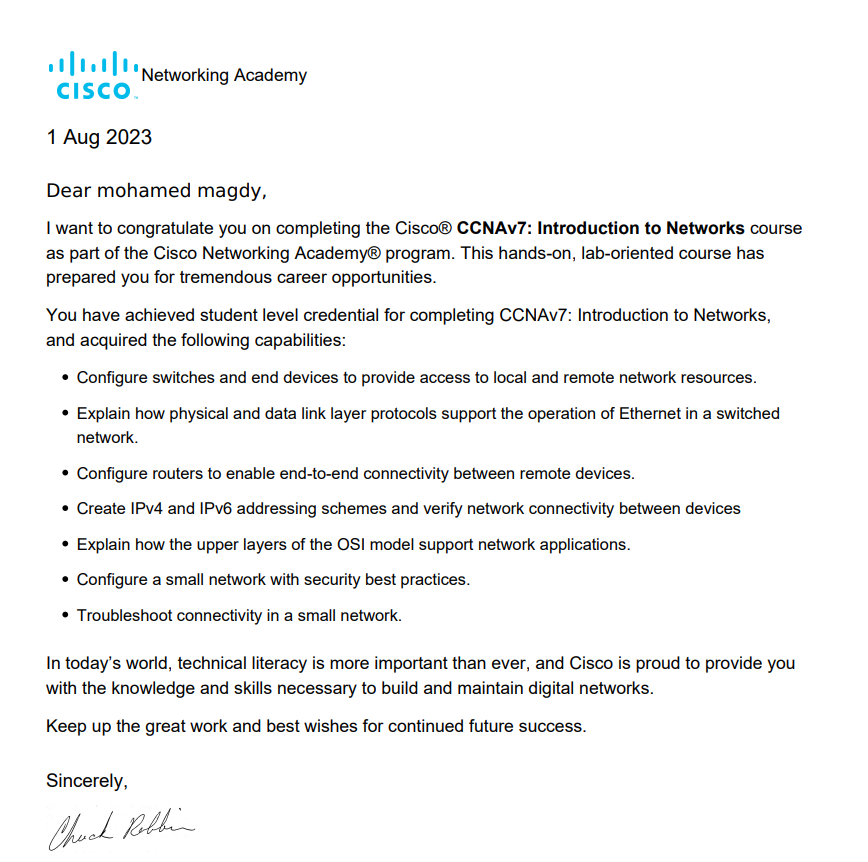 CISCO
Networking Academy
1 Aug 2023
Dear mohamed magdy,
I want to congratulate you on completing the Cisco® CCNAv7: Introduction to Networks course
as part of the Cisco Networking Academy® program. This hands-on, lab-oriented course has
prepared you for tremendous career opportunities.
You have achieved student level credential for completing CCNAv7: Introduction to Networks,
and acquired the following capabilities:
• Configure switches and end devices to provide access to local and remote network resources.
• Explain how physical and data link layer protocols support the operation of Ethernet in a switched
network.
• Configure routers to enable end-to-end connectivity between remote devices.
• Create IPv4 and IPv6 addressing schemes and verify network connectivity between devices
• Explain how the upper layers of the OSI model support network applications.
• Configure a small network with security best practices.
• Troubleshoot connectivity in a small network.
In today’s world, technical literacy is more important than ever, and Cisco is proud to provide you
with the knowledge and skills necessary to build and maintain digital networks.
Keep up the great work and best wishes for continued future success.
Sincerely,
Chuck Robbin